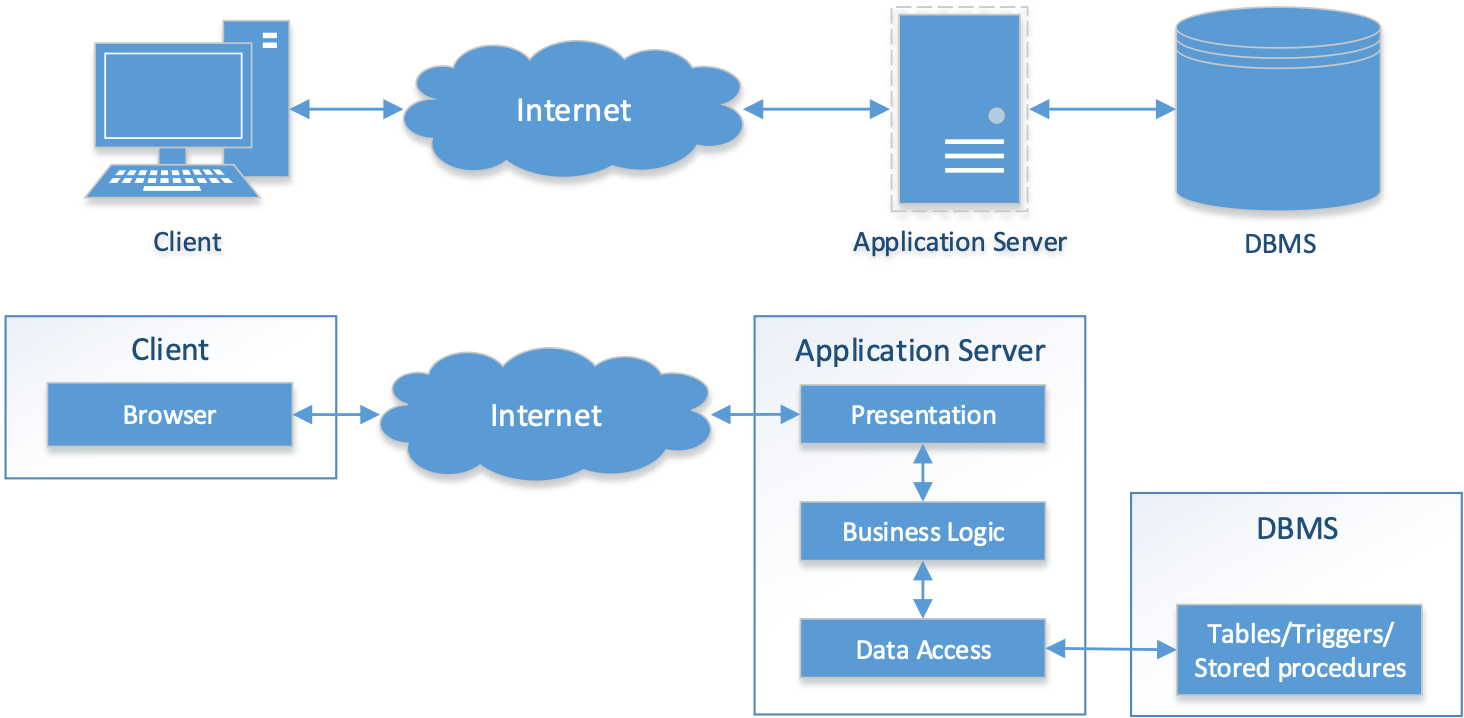 Internet
Client
Application Server
DBMS
Client
Browser
Internet
Application Server
Presentation
Business Logic
Data Access
DBMS
Tables/Triggers/
Stored procedures